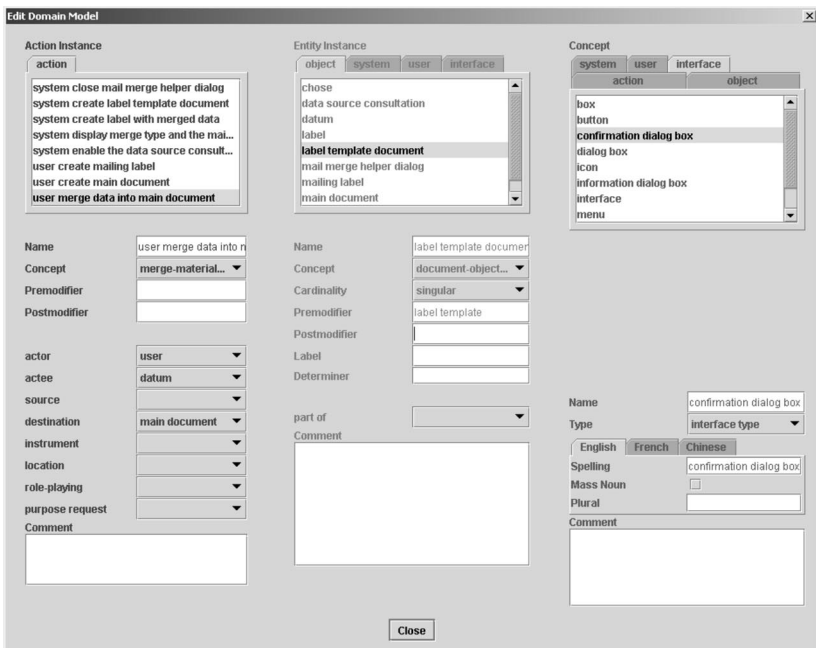 Edit Domain Model
Action Instance
action
system close mail merge helper dialog
system create label template document
system create label with merged data
system display merge type and the mai...
system enable the data source consult...
user create mailing label
user create main document
user merge data into main document
Name user merge data into n
Concept merge-material...
Premodifier
Postmodifier
actor user
actee datum
source
destination main document
instrument
location
role-playing
purpose request
Comment
Entity Instance
object system user interface
chose
data source consultation
datum
label
label template document
mail merge helper dialog
mailing label
main document
Name label template documen
Concept document-object...
Cardinality singular
Premodifier label template
Postmodifier
Label
Determiner
part of
Comment
Concept
system user interface
action object
box
button
confirmation dialog box
dialog box
icon
information dialog box
interface
menu
Name confirmation dialog box
Type interface type
English French Chinese
Spelling confirmation dialog box
Mass Noun
Plural
Comment
Close